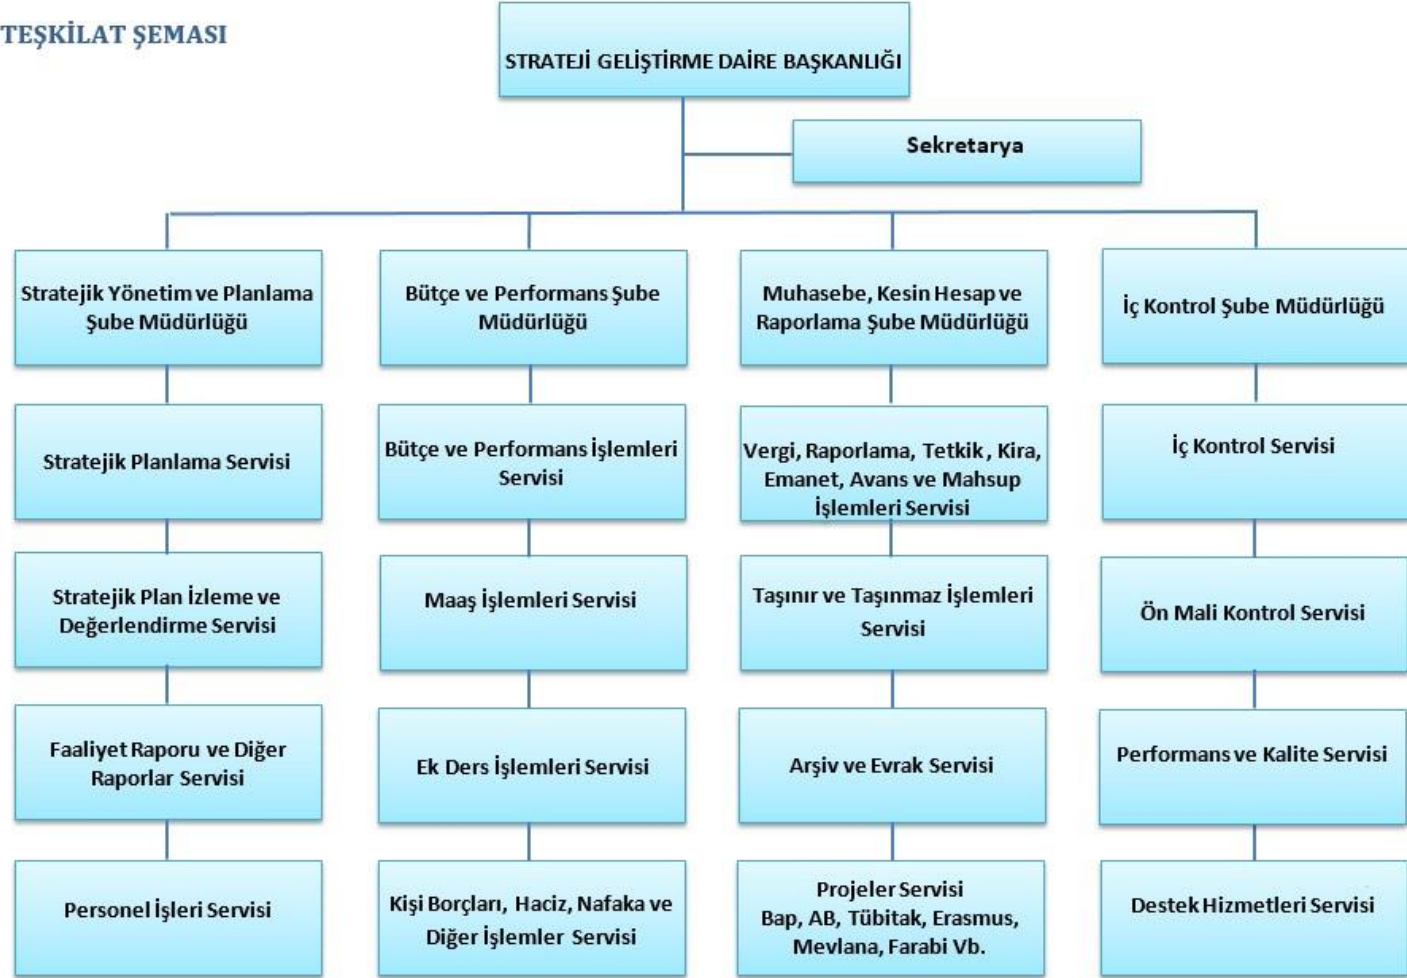 TEŞKİLAT ŞEMASI
STRATEJİ GELİŞTİRME DAİRE BAŞKANLIĞI
Sekretarya
Stratejik Yönetim ve Planlama
Şube Müdürlüğü
Bütçe ve Performans Şube
Müdürlüğü
Muhasebe, Kesin Hesap ve
Raporlama Şube Müdürlüğü
İç Kontrol Şube Müdürlüğü
Stratejik Planlama Servisi
Bütçe ve Performans İşlemleri
Servisi
Vergi, Raporlama, Tetkik, Kira,
Emanet, Avans ve Mahsup
İşlemleri Servisi
İç Kontrol Servisi
Stratejik Plan İzleme ve
Değerlendirme Servisi
Maaş İşlemleri Servisi
Taşınır ve Taşınmaz İşlemleri
Servisi
Ön Mali Kontrol Servisi
Faaliyet Raporu ve Diğer
Raporlar Servisi
Ek Ders İşlemleri Servisi
Arşiv ve Evrak Servisi
Performans ve Kalite Servisi
Personel İşleri Servisi
Kişi Borçları, Haciz, Nafaka ve
Diğer İşlemler Servisi
Projeler Servisi
Bap, AB, Tübitak, Erasmus,
Mevlana, Farabi Vb.
Destek Hizmetleri Servisi